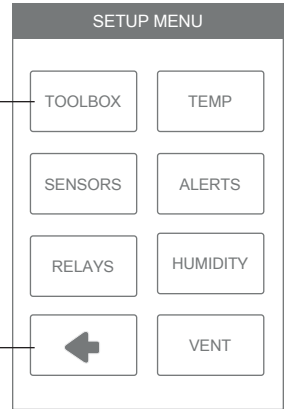 SETUP MENU
TOOLBOX
TEMP
SENSORS
ALERTS
RELAYS
HUMIDITY
VENT